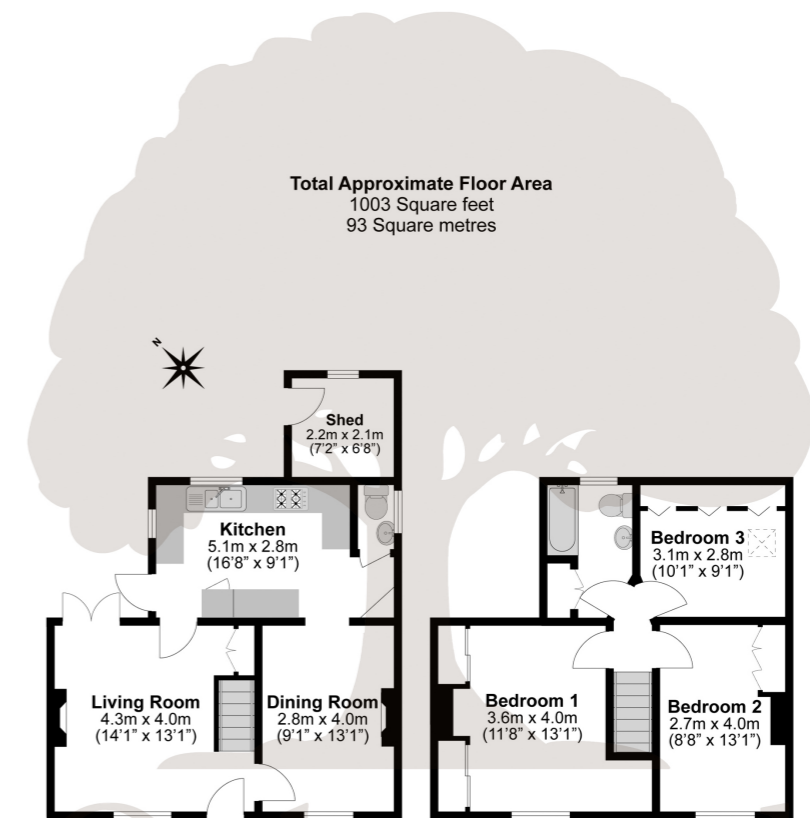 Total Approximate Floor Area
1003 Square feet
93 Square metres
N
Shed
2.2m x 2.1m
(7'2" x 6'8")
Kitchen
5.1m x 2.8m
(16'8" x 9'1")
Living Room
4.3m x 4.0m
(14'1" x 13'1")
Dining Room
2.8m x 4.0m
(9'1" x 13'1")
Bedroom 3
3.1m x 2.8m
(10'1" x 9'1")
Bedroom 1
3.6m x 4.0m
(11'8" x 13'1")
Bedroom 2
2.7m x 4.0m
(8'8" x 13'1")